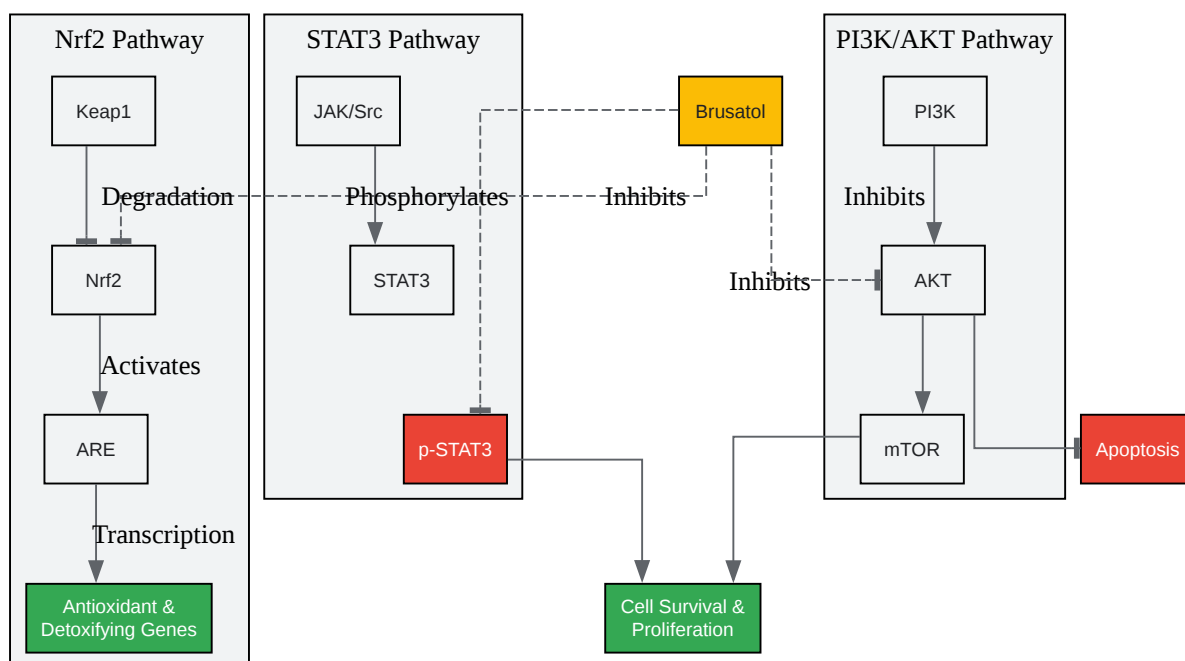 Nrf2 Pathway
STAT3 Pathway
PI3K/AKT Pathway
Keap1
JAK/Src
Brusatol
PI3K
Degradation
Phosphorylates
Inhibits
Inhibits
Nrf2
STAT3
Inhibits
AKT
Activates
ARE
p-STAT3
mTOR
Apoptosis
Transcription
Antioxidant &
Detoxifying Genes
Cell Survival &
Proliferation